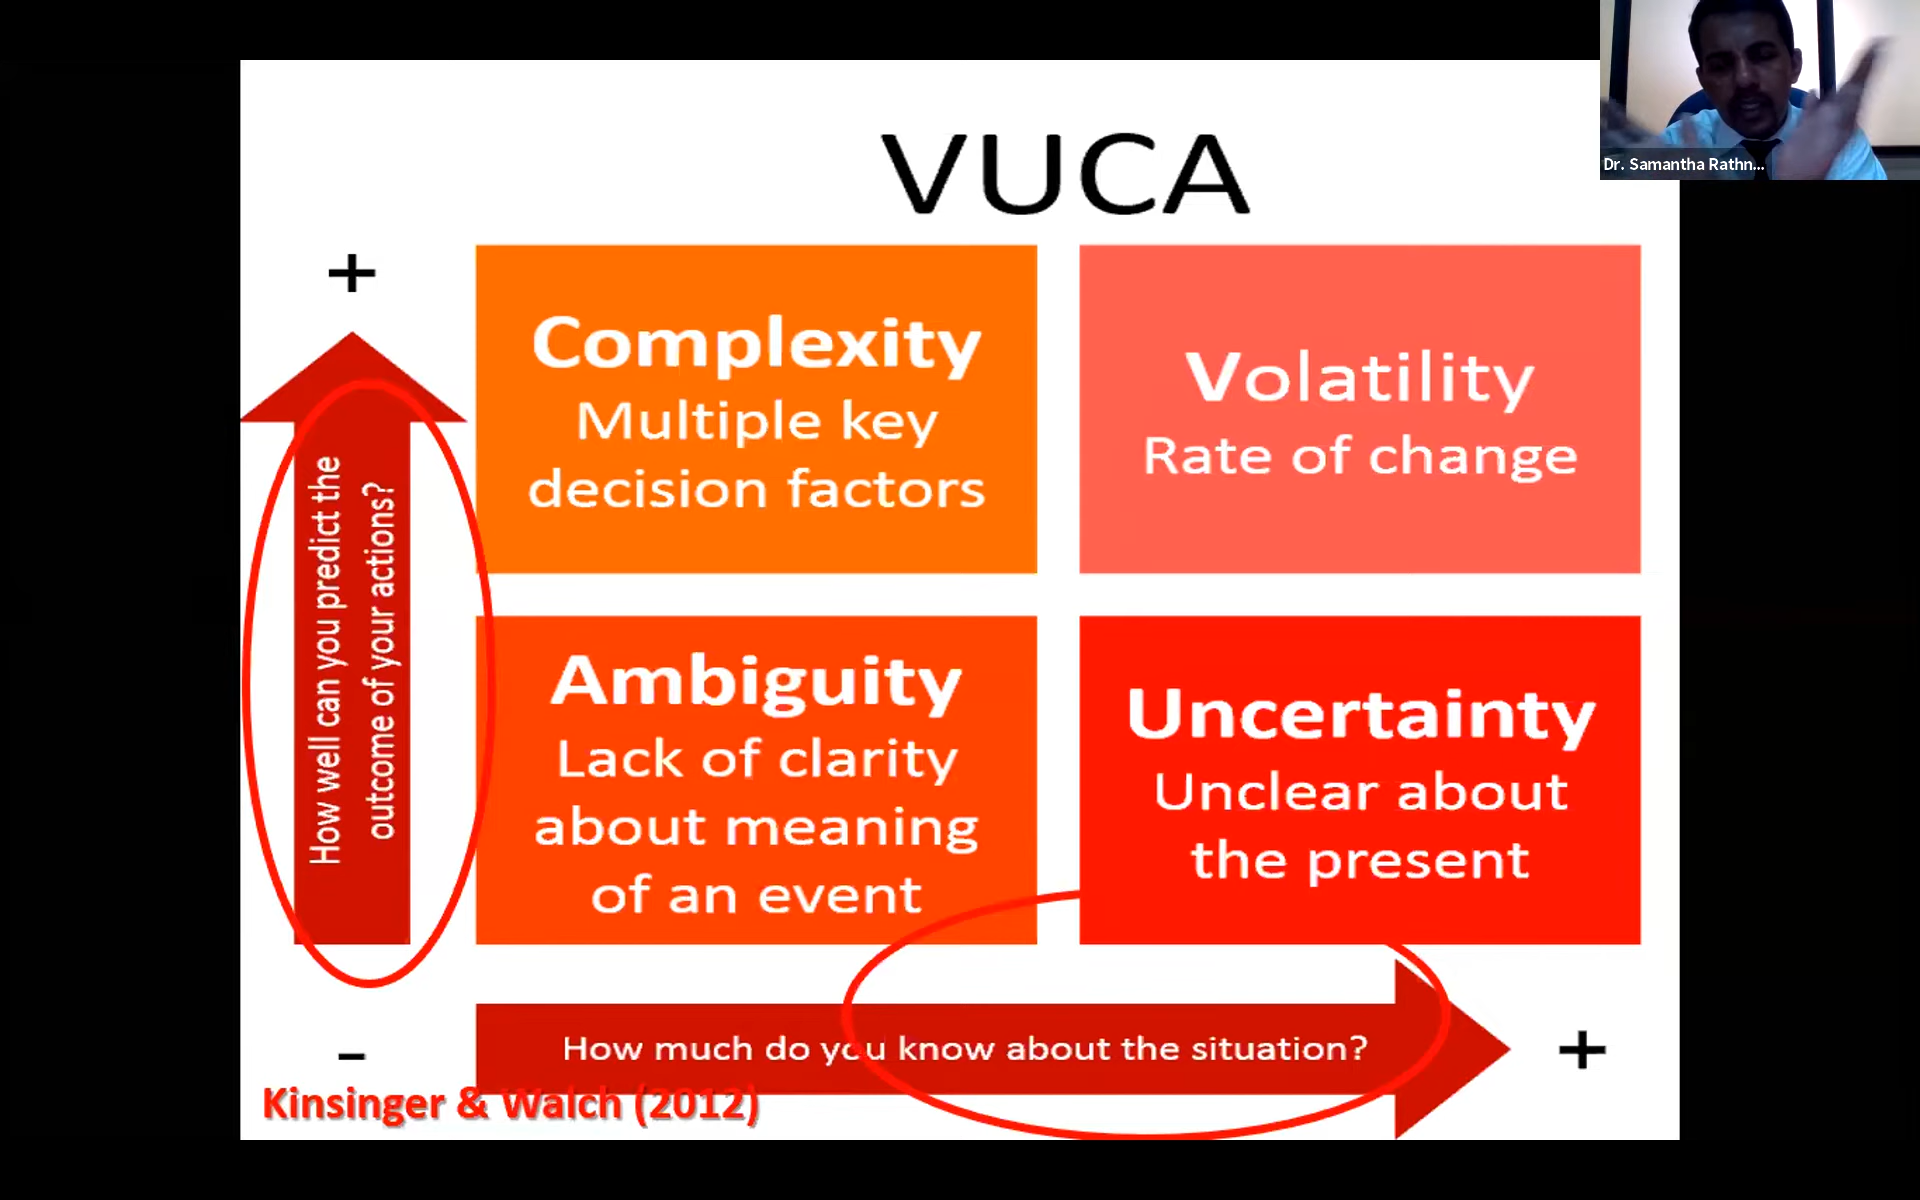 Dr. Samantha Rathn...
VUCA
+
Complexity
Multiple key
decision factors
Volatility
Rate of change
How well can you predict the
outcome of your actions?
Ambiguity
Lack of clarity
about meaning
of an event
Uncertainty
Unclear about
the present
-
How much do you know about the situation?
+
Kinsinger & Walch (2012)